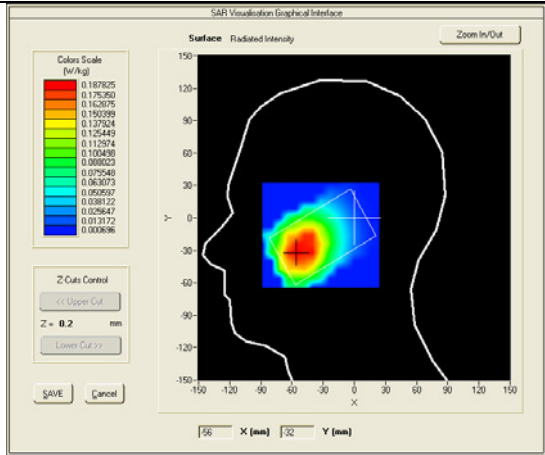 SAR Visualisation Graphical Interface
Surface Radiated Intensity
Zoom In/Out
Colors Scale
(W/kg)
0.187825
0.175350
0.162875
0.150399
0.137924
0.125449
0.112974
0.100498
0.088023
0.075548
0.063073
0.050597
0.038122
0.025647
0.013172
0.000696
Z-Cuts Control
<< Upper Cut
Z = 0.2 mm
Lower Cut >>
SAVE Cancel
150
120
90
60
30
0
-30
-60
-90
-120
-150
Y
-150 -120 -90 -60 -30 0 30 60 90 120 150
X
-56 X (mm) -32 Y (mm)